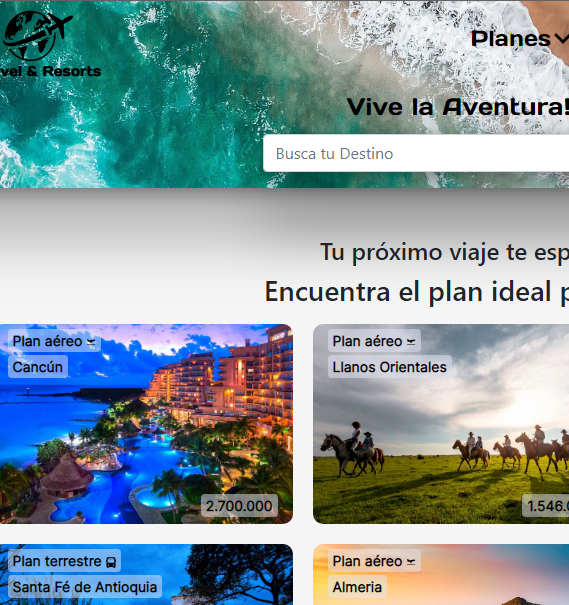 vel & Resorts
Planes
Vive la Aventura!
Busca tu Destino
Tu próximo viaje te esp
Encuentra el plan ideal p
Plan aéreo
Cancún
2.700.000
Plan aéreo
Llanos Orientales
1.546.0
Plan terrestre
Santa Fé de Antioquia
Plan aéreo
Almeria